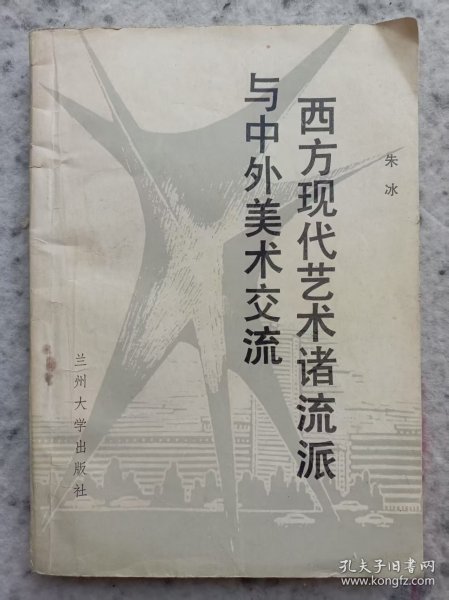 西方现代艺术诸流派
与中外美术交流
朱冰
兰州大学出版社
孔夫子旧书网
www.kongfz.com